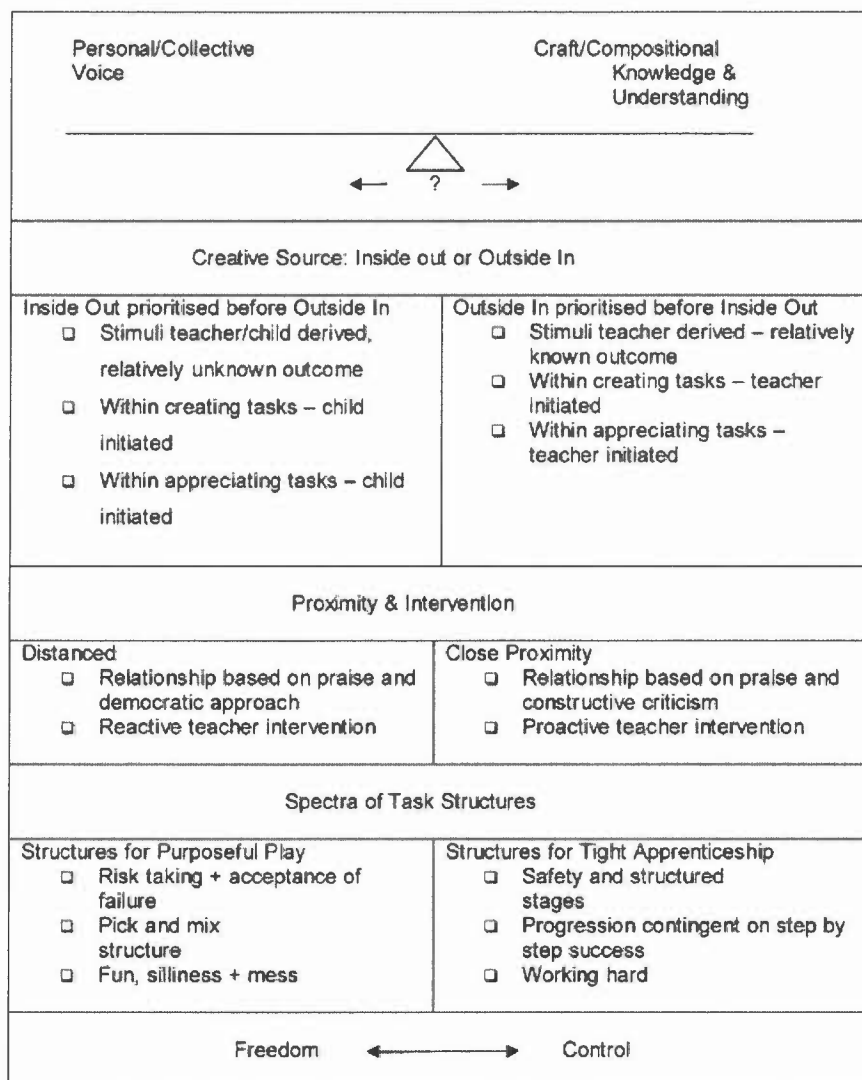 Personal/Collective
Voice
Craft/Compositional
Knowledge &
Understanding
?
Creative Source: Inside out or Outside In
Inside Out prioritised before Outside In
❑ Stimuli teacher/child derived,
relatively unknown outcome
❑ Within creating tasks – child
initiated
❑ Within appreciating tasks – child
initiated
Outside In prioritised before Inside Out
❑ Stimuli teacher derived – relatively
known outcome
❑ Within creating tasks – teacher
initiated
❑ Within appreciating tasks –
teacher initiated
Proximity & Intervention
Distanced
❑ Relationship based on praise and
democratic approach
❑ Reactive teacher intervention
Close Proximity
❑ Relationship based on praise and
constructive criticism
❑ Proactive teacher intervention
Spectra of Task Structures
Structures for Purposeful Play
❑ Risk taking + acceptance of
failure
❑ Pick and mix
structure
❑ Fun, silliness + mess
Structures for Tight Apprenticeship
❑ Safety and structured
stages
❑ Progression contingent on step by
step success
❑ Working hard
Freedom
Control